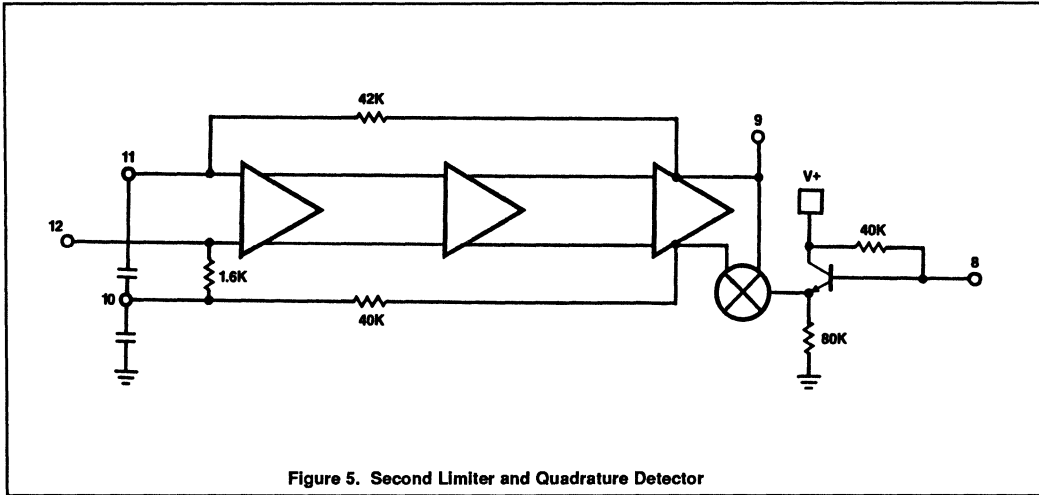 42K
9
11
V+
12
40K
8
1.6K
10
40K
80K
Figure 5. Second Limiter and Quadrature Detector